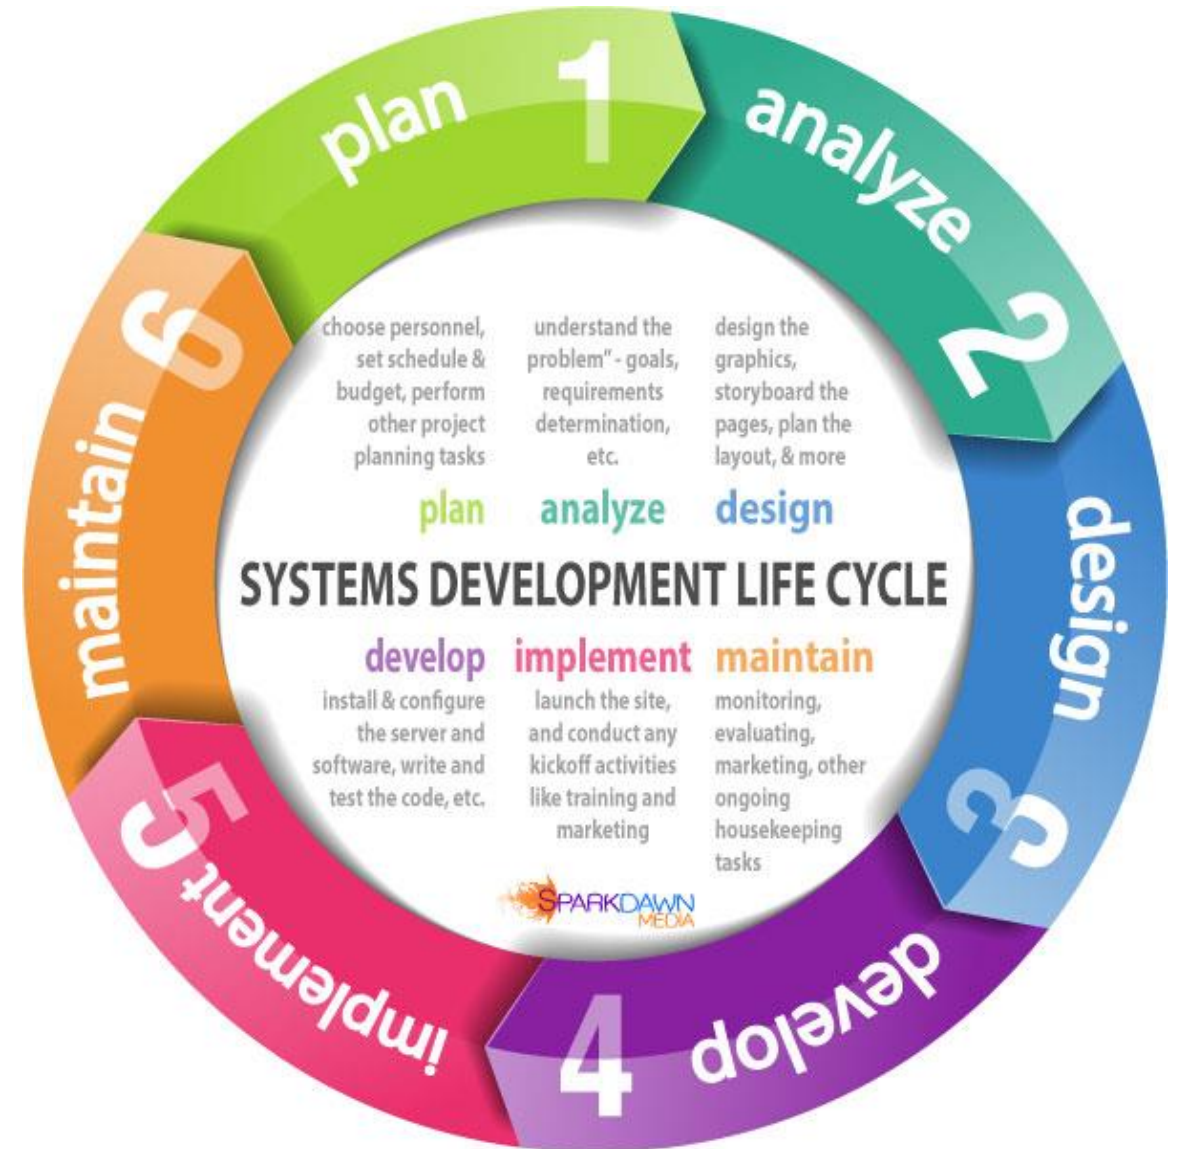 plan
1
analyze
2
design
3
develop
4
implement
5
maintain
6
choose personnel,
set schedule &
budget, perform
other project
planning tasks
plan
understand the
problem" - goals,
requirements
determination,
etc.
analyze
design the
graphics,
storyboard the
pages, plan the
layout, & more
design
SYSTEMS DEVELOPMENT LIFE CYCLE
develop
install & configure
the server and
software, write and
test the code, etc.
implement
launch the site,
and conduct any
kickoff activities
like training and
marketing
maintain
monitoring,
evaluating,
marketing, other
ongoing
housekeeping
tasks
SPARKDAWN
MEDIA